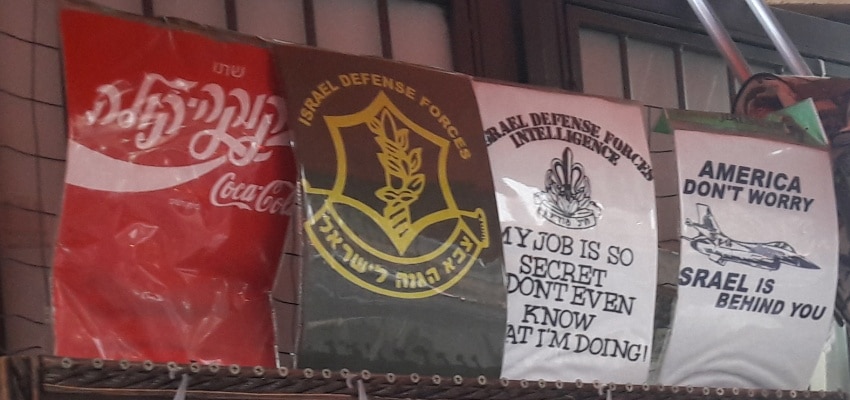 שתו
קוקה-קולה
Coca-Cola
ISRAEL DEFENSE FORCES
צבא הגנה לישראל
ISRAEL DEFENSE FORCES
INTELLIGENCE
MY JOB IS SO
SECRET
DON'T EVEN
KNOW
AT I'M DOING!
AMERICA
DON'T WORRY
ISRAEL IS
BEHIND YOU